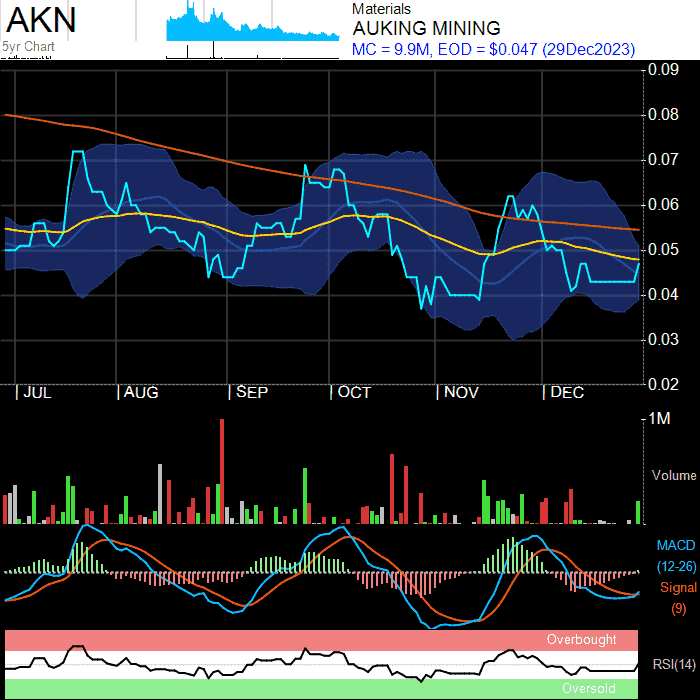 AKN
5yr Chart
Materials
AUKING MINING
MC = 9.9M, EOD = $0.047 (29Dec2023)
0.09
0.08
0.07
0.06
0.05
0.04
0.03
0.02
JUL AUG SEP OCT NOV DEC
1M
Volume
MACD
(12-26)
Signal
(9)
Overbought
RSI(14)
Oversold